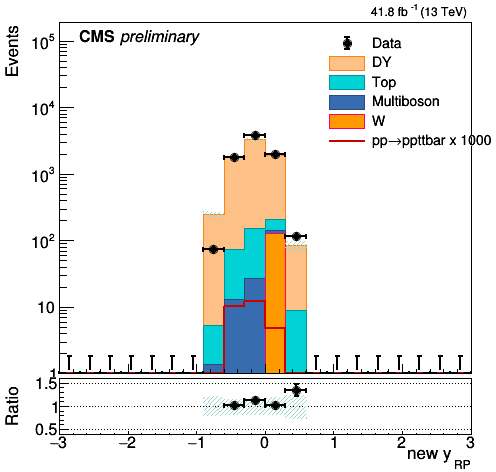 41.8 fb⁻¹ (13 TeV)
CMS preliminary
Events
10⁵
10⁴
10³
10²
10
1
Data
DY
Top
Multiboson
W
pp→ppttbar x 1000
Ratio
1.5
1
0.5
−3 −2 −1 0 1 2 3
new y_RP